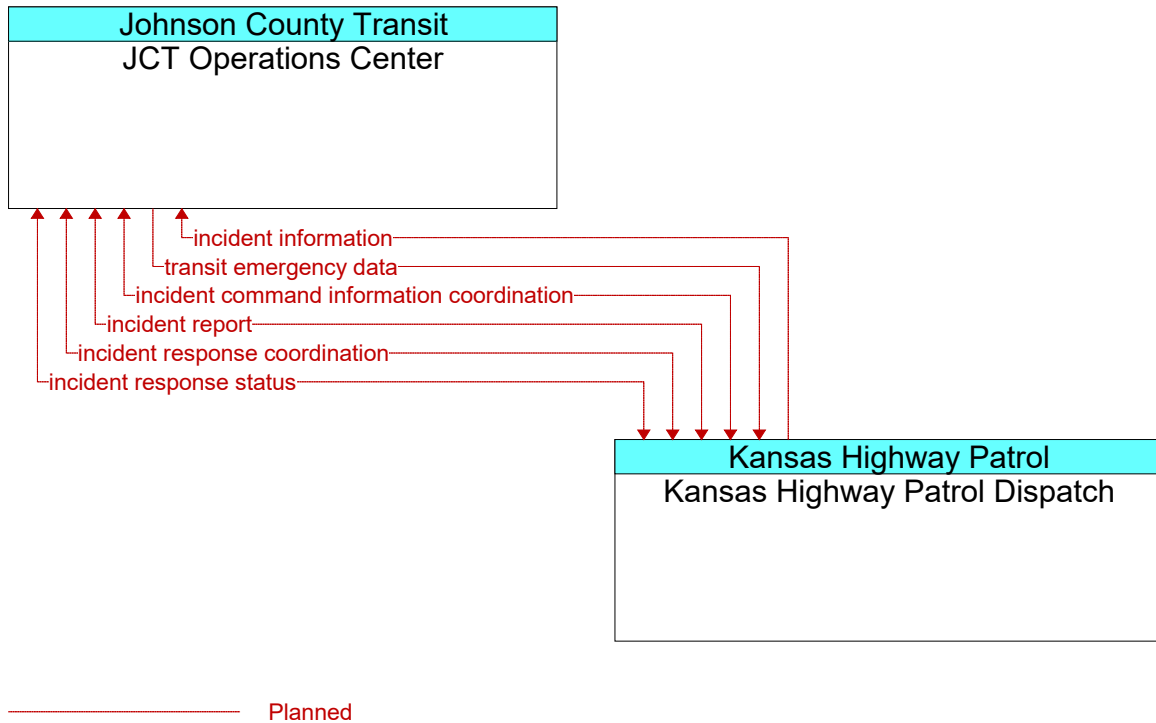 Johnson County Transit
JCT Operations Center
incident information
transit emergency data
incident command information coordination
incident report
incident response coordination
incident response status
Kansas Highway Patrol
Kansas Highway Patrol Dispatch
Planned